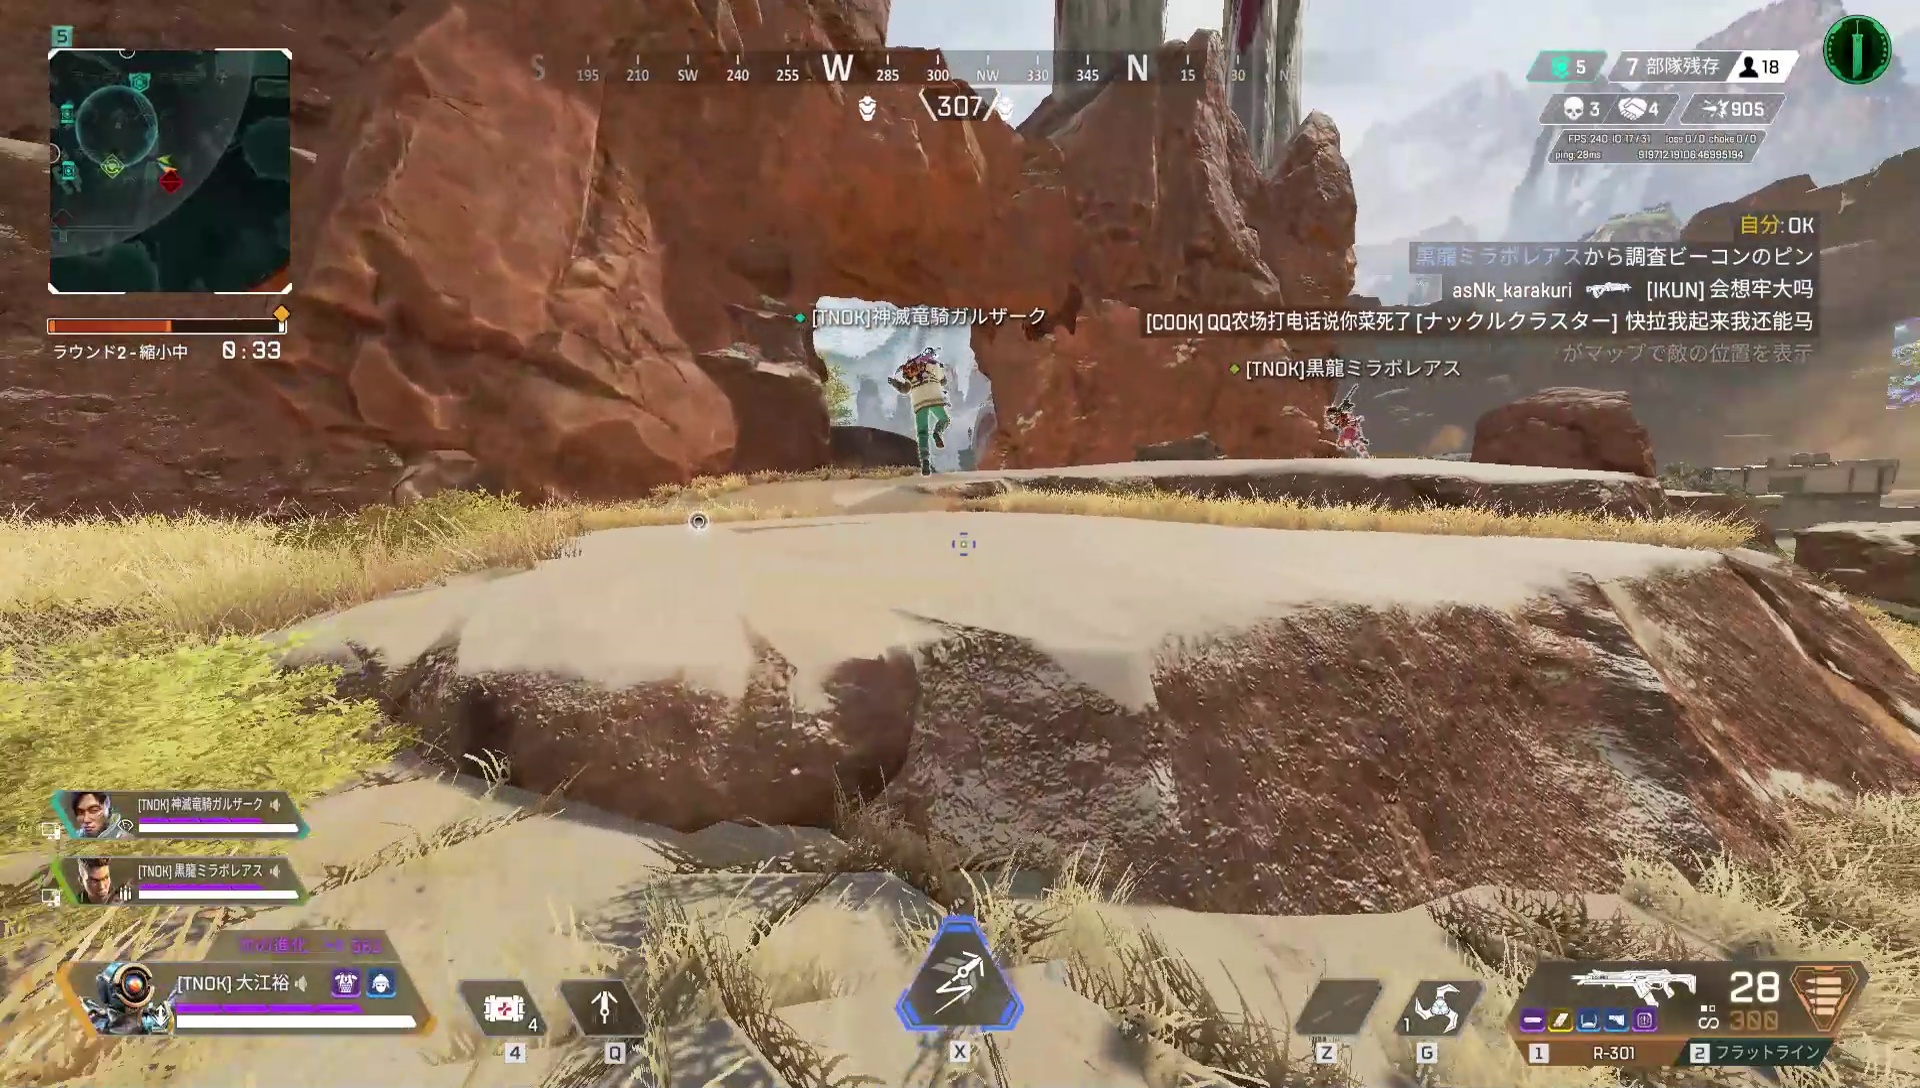 5
S 195 210 SW 240 255 W 285 300 NW 330 345 N 15 30
307
5 7 部隊残存 18
3 4 905
ping:28ms
自分: OK
黒龍ミラボレアスから調査ビーコンのピン
asNk_karakuri [IKUN] 会想牢大吗
[COOK] QQ农场打电话说你菜死了 [ナックルクラスター] 快拉我起来我还能马
がマップで敵の位置を表示
[TNOK]神滅竜騎ガルザーク
[TNOK]黒龍ミラボレアス
ラウンド2 - 縮小中 0:33
[TNOK] 神滅竜騎ガルザーク
[TNOK] 黒龍ミラボレアス
[TNOK] 大江裕
4
4 Q X Z
1
G
28
300
1 R-301 2 フラットライン